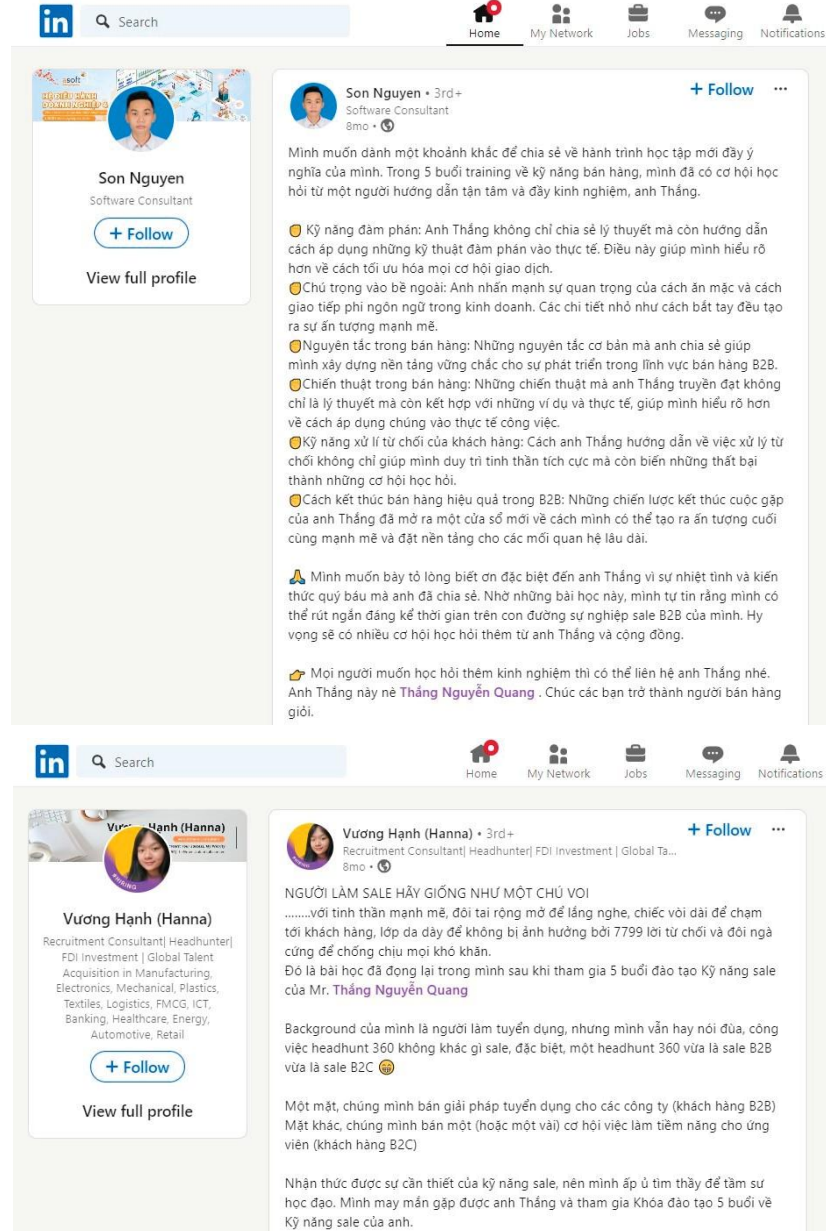 in Search Home My Network Jobs Messaging Notifications
asoft
HỆ ĐIỀU HÀNH
DOANH NGHIỆP
Son Nguyen
Software Consultant
+ Follow
View full profile
Son Nguyen • 3rd+
+ Follow ...
Software Consultant
8mo •
Mình muốn dành một khoảnh khắc để chia sẻ về hành trình học tập mới đầy ý
nghĩa của mình. Trong 5 buổi training về kỹ năng bán hàng, mình đã có cơ hội học
hỏi từ một người hướng dẫn tận tâm và đầy kinh nghiệm, anh Thắng.
Kỹ năng đàm phán: Anh Thắng không chỉ chia sẻ lý thuyết mà còn hướng dẫn
cách áp dụng những kỹ thuật đàm phán vào thực tế. Điều này giúp mình hiểu rõ
hơn về cách tối ưu hóa mọi cơ hội giao dịch.
Chú trọng vào bề ngoài: Anh nhấn mạnh sự quan trọng của cách ăn mặc và cách
giao tiếp phi ngôn ngữ trong kinh doanh. Các chi tiết nhỏ như cách bắt tay đều tạo
ra sự ấn tượng mạnh mẽ.
Nguyên tắc trong bán hàng: Những nguyên tắc cơ bản mà anh chia sẻ giúp
mình xây dựng nền tảng vững chắc cho sự phát triển trong lĩnh vực bán hàng B2B.
Chiến thuật trong bán hàng: Những chiến thuật mà anh Thắng truyền đạt không
chỉ là lý thuyết mà còn kết hợp với những ví dụ và thực tế, giúp mình hiểu rõ hơn
về cách áp dụng chúng vào thực tế công việc.
Kỹ năng xử lí từ chối của khách hàng: Cách anh Thắng hướng dẫn về việc xử lý từ
chối không chỉ giúp mình duy trì tinh thần tích cực mà còn biến những thất bại
thành những cơ hội học hỏi.
Cách kết thúc bán hàng hiệu quả trong B2B: Những chiến lược kết thúc cuộc gặp
của anh Thắng đã mở ra một cửa sổ mới về cách mình có thể tạo ra ấn tượng cuối
cùng mạnh mẽ và đặt nền tảng cho các mối quan hệ lâu dài.
🙏 Mình muốn bày tỏ lòng biết ơn đặc biệt đến anh Thắng vì sự nhiệt tình và kiến
thức quý báu mà anh đã chia sẻ. Nhờ những bài học này, mình tự tin rằng mình có
thể rút ngắn đáng kể thời gian trên con đường sự nghiệp sale B2B của mình. Hy
vọng sẽ có nhiều cơ hội học hỏi thêm từ anh Thắng và cộng đồng.
👉 Mọi người muốn học hỏi thêm kinh nghiệm thì có thể liên hệ anh Thắng nhé.
Anh Thắng này nè Thắng Nguyễn Quang . Chúc các bạn trở thành người bán hàng
giỏi.
in Search Home My Network Jobs Messaging Notifications
Hạnh (Hanna)
Vương Hạnh (Hanna)
Recruitment Consultant| Headhunter|
FDI Investment | Global Talent
Acquisition in Manufacturing,
Electronics, Mechanical, Plastics,
Textiles, Logistics, FMCG, ICT,
Banking, Healthcare, Energy,
Automotive, Retail
+ Follow
View full profile
Vương Hạnh (Hanna) • 3rd+
+ Follow ...
Recruitment Consultant| Headhunter| FDI Investment | Global Ta...
8mo •
NGƯỜI LÀM SALE HÃY GIỐNG NHƯ MỘT CHÚ VOI
........với tinh thần mạnh mẽ, đôi tai rộng mở để lắng nghe, chiếc vòi dài để chạm
tới khách hàng, lớp da dày để không bị ảnh hưởng bởi 7799 lời từ chối và đôi ngà
cứng để chống chịu mọi khó khăn.
Đó là bài học đã đọng lại trong mình sau khi tham gia 5 buổi đào tạo Kỹ năng sale
của Mr. Thắng Nguyễn Quang
Background của mình là người làm tuyển dụng, nhưng mình vẫn hay nói đùa, công
việc headhunt 360 không khác gì sale, đặc biệt, một headhunt 360 vừa là sale B2B
vừa là sale B2C 😁
Một mặt, chúng mình bán giải pháp tuyển dụng cho các công ty (khách hàng B2B)
Mặt khác, chúng mình bán một (hoặc một vài) cơ hội việc làm tiềm năng cho ứng
viên (khách hàng B2C)
Nhận thức được sự cần thiết của kỹ năng sale, nên mình ấp ủ tìm thầy để tầm sư
học đạo. Mình may mắn gặp được anh Thắng và tham gia Khóa đào tạo 5 buổi về
Kỹ năng sale của anh.